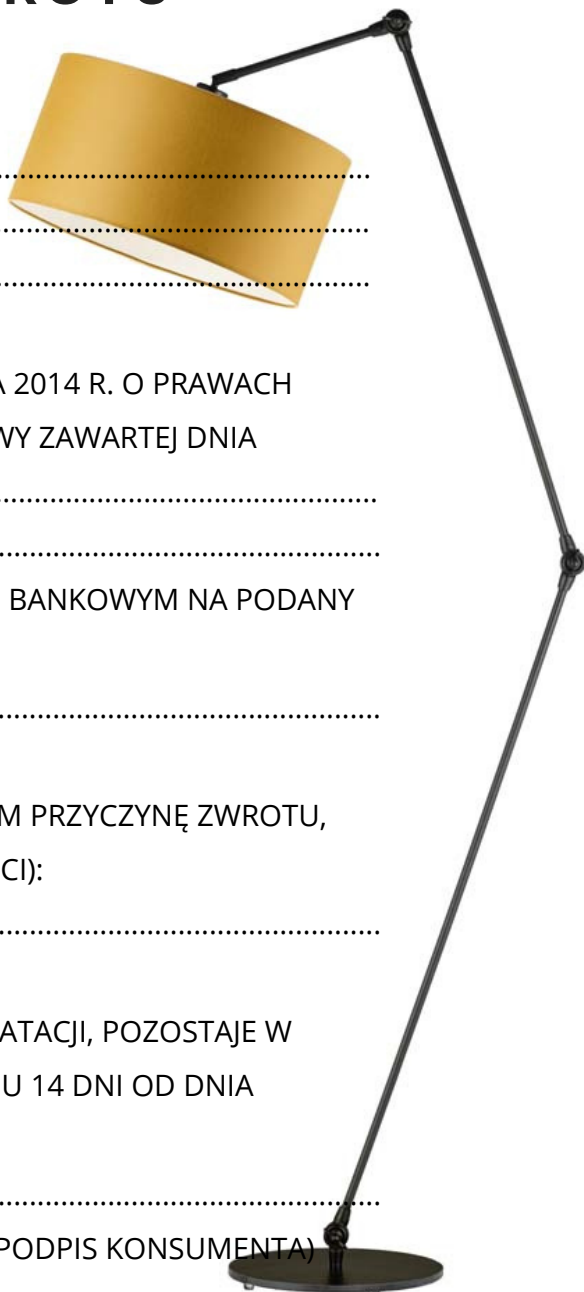 ..........................................................................
..........................................................................
..........................................................................
A 2014 R. O PRAWACH
WY ZAWARTEJ DNIA
...........................................................................
...........................................................................
BANKOWYM NA PODANY
...........................................................................
M PRZYCZYNĘ ZWROTU,
CI):
...........................................................................
ATACJI, POZOSTAJE W
U 14 DNI OD DNIA
...........................................................................
PODPIS KONSUMENTA)